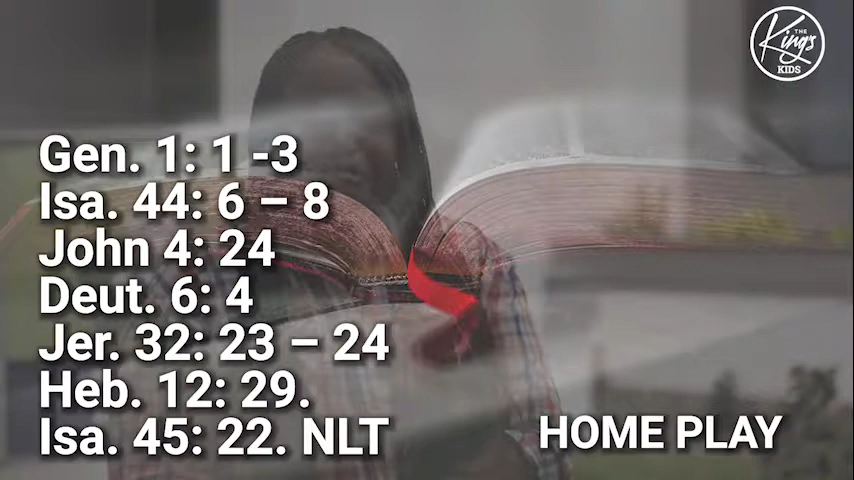 THE
King's
KIDS
Gen. 1: 1 -3
Isa. 44: 6 – 8
John 4: 24
Deut. 6: 4
Jer. 32: 23 – 24
Heb. 12: 29.
Isa. 45: 22. NLT
HOME PLAY